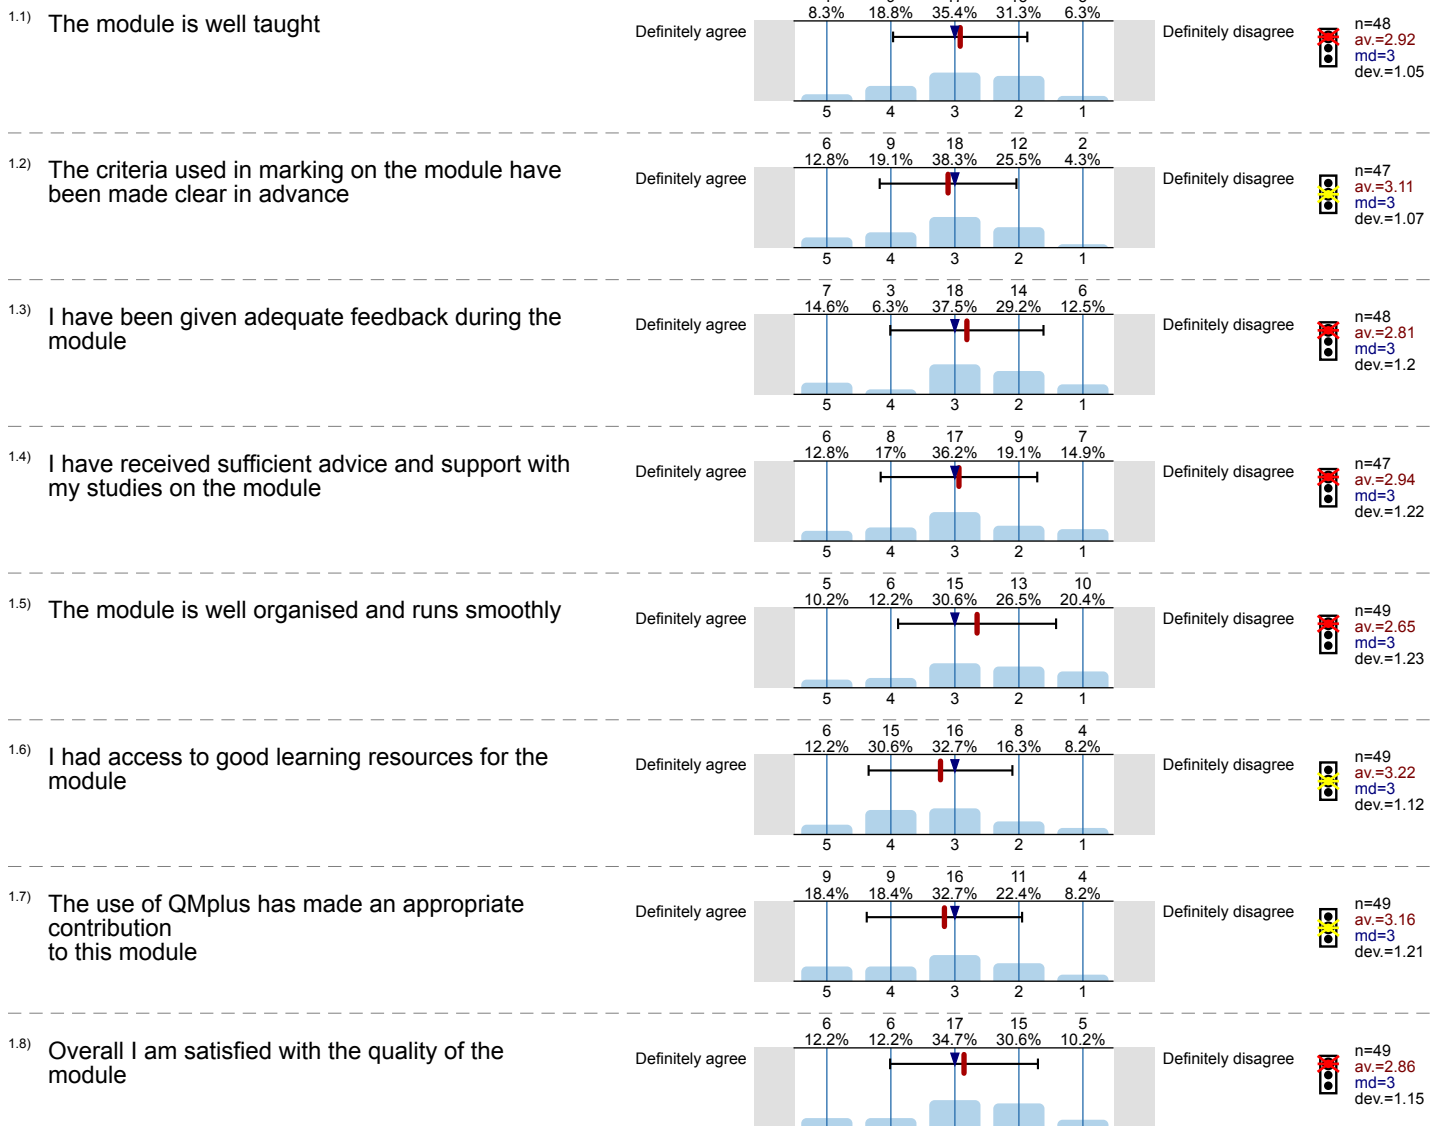 8.3% 18.8% 35.4% 31.3% 6.3%
1.1) The module is well taught
Definitely agree
Definitely disagree
n=48
av.=2.92
md=3
dev.=1.05
5 4 3 2 1
6 9 18 12 2
12.8% 19.1% 38.3% 25.5% 4.3%
1.2) The criteria used in marking on the module have
been made clear in advance
Definitely agree
Definitely disagree
n=47
av.=3.11
md=3
dev.=1.07
5 4 3 2 1
7 3 18 14 6
14.6% 6.3% 37.5% 29.2% 12.5%
1.3) I have been given adequate feedback during the
module
Definitely agree
Definitely disagree
n=48
av.=2.81
md=3
dev.=1.2
5 4 3 2 1
6 8 17 9 7
12.8% 17% 36.2% 19.1% 14.9%
1.4) I have received sufficient advice and support with
my studies on the module
Definitely agree
Definitely disagree
n=47
av.=2.94
md=3
dev.=1.22
5 4 3 2 1
5 6 15 13 10
10.2% 12.2% 30.6% 26.5% 20.4%
1.5) The module is well organised and runs smoothly
Definitely agree
Definitely disagree
n=49
av.=2.65
md=3
dev.=1.23
5 4 3 2 1
6 15 16 8 4
12.2% 30.6% 32.7% 16.3% 8.2%
1.6) I had access to good learning resources for the
module
Definitely agree
Definitely disagree
n=49
av.=3.22
md=3
dev.=1.12
5 4 3 2 1
9 9 16 11 4
18.4% 18.4% 32.7% 22.4% 8.2%
1.7) The use of QMplus has made an appropriate
contribution
to this module
Definitely agree
Definitely disagree
n=49
av.=3.16
md=3
dev.=1.21
5 4 3 2 1
6 6 17 15 5
12.2% 12.2% 34.7% 30.6% 10.2%
1.8) Overall I am satisfied with the quality of the
module
Definitely agree
Definitely disagree
n=49
av.=2.86
md=3
dev.=1.15